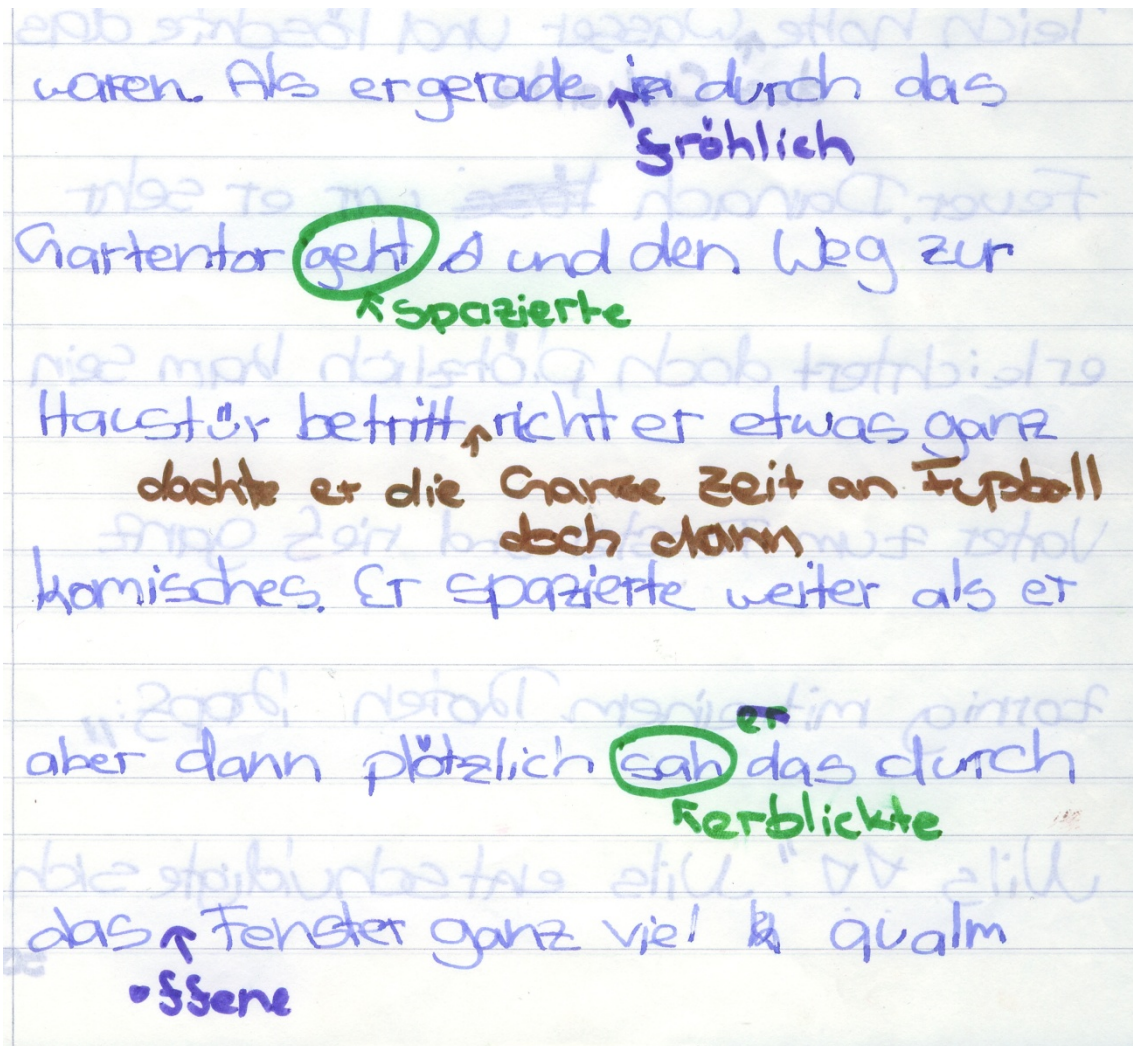 waren. Als er gerade durch das
fröhlich
Gartentor geht und den Weg zur
spazierte
Haustür betritt richt er etwas ganz
dachte er die Ganze Zeit an Fußball
doch dann
komisches. Er spazierte weiter als er
er
aber dann plötzlich sah das durch
erblickte
das Fenster ganz viel qualm
offene